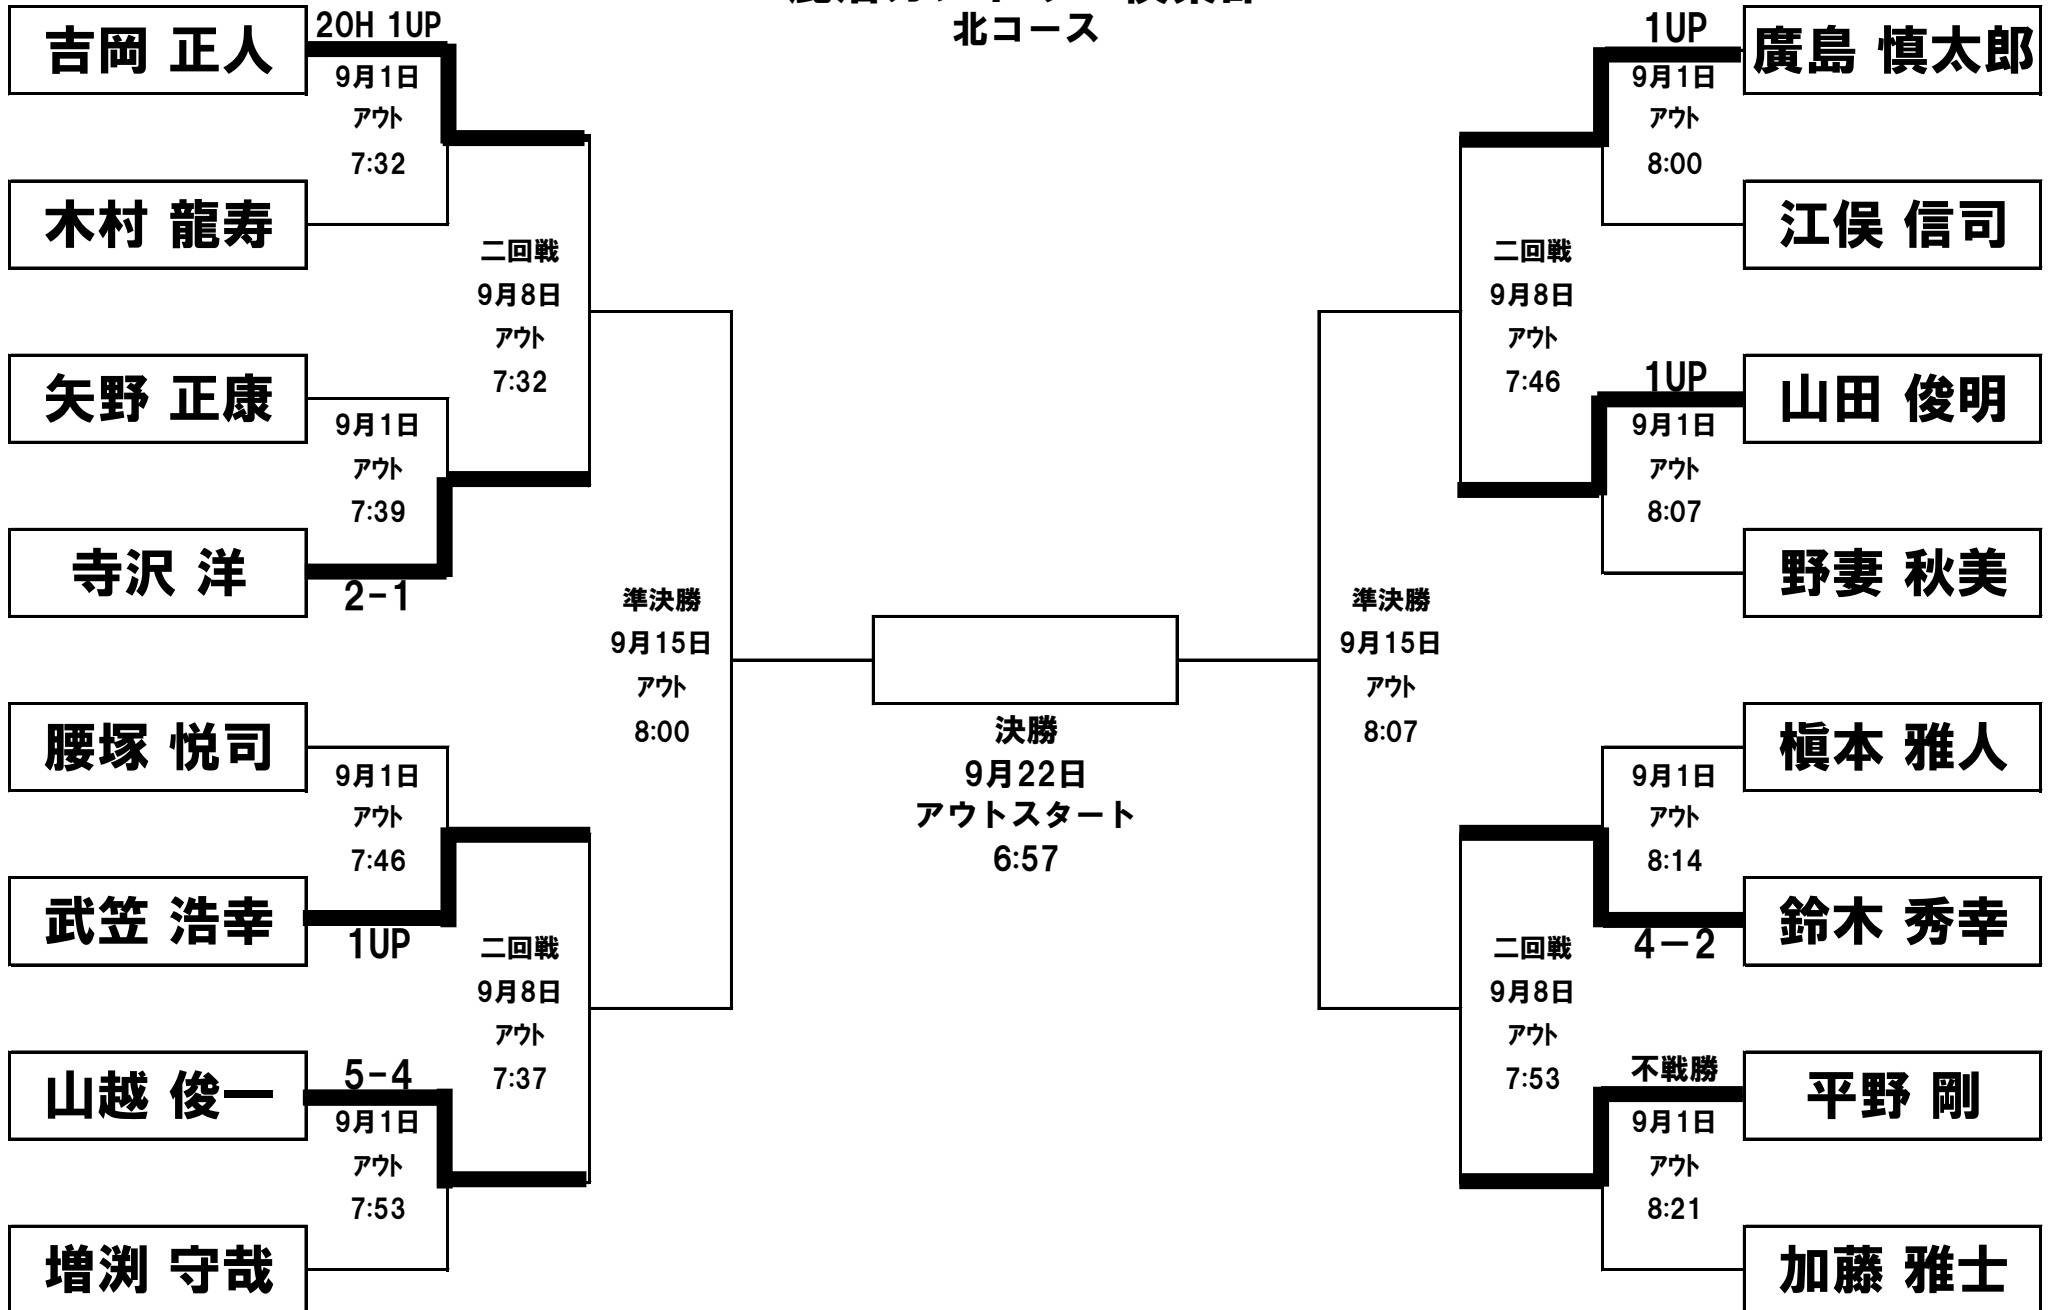 北コース
吉岡 正人
20H 1UP
9月1日
アウト
7:32
木村 龍寿
二回戦
9月8日
アウト
7:32
矢野 正康
9月1日
アウト
7:39
寺沢 洋
2-1
準決勝
9月15日
アウト
8:00
腰塚 悦司
9月1日
アウト
7:46
武笠 浩幸
1UP
二回戦
9月8日
アウト
7:37
山越 俊一
5-4
9月1日
アウト
7:53
増渕 守哉
決勝
9月22日
アウトスタート
6:57
1UP
廣島 慎太郎
9月1日
アウト
8:00
江俣 信司
二回戦
9月8日
アウト
7:46
1UP
山田 俊明
9月1日
アウト
8:07
野妻 秋美
準決勝
9月15日
アウト
8:07
槇本 雅人
9月1日
アウト
8:14
鈴木 秀幸
4-2
二回戦
9月8日
アウト
7:53
不戦勝
平野 剛
9月1日
アウト
8:21
加藤 雅士